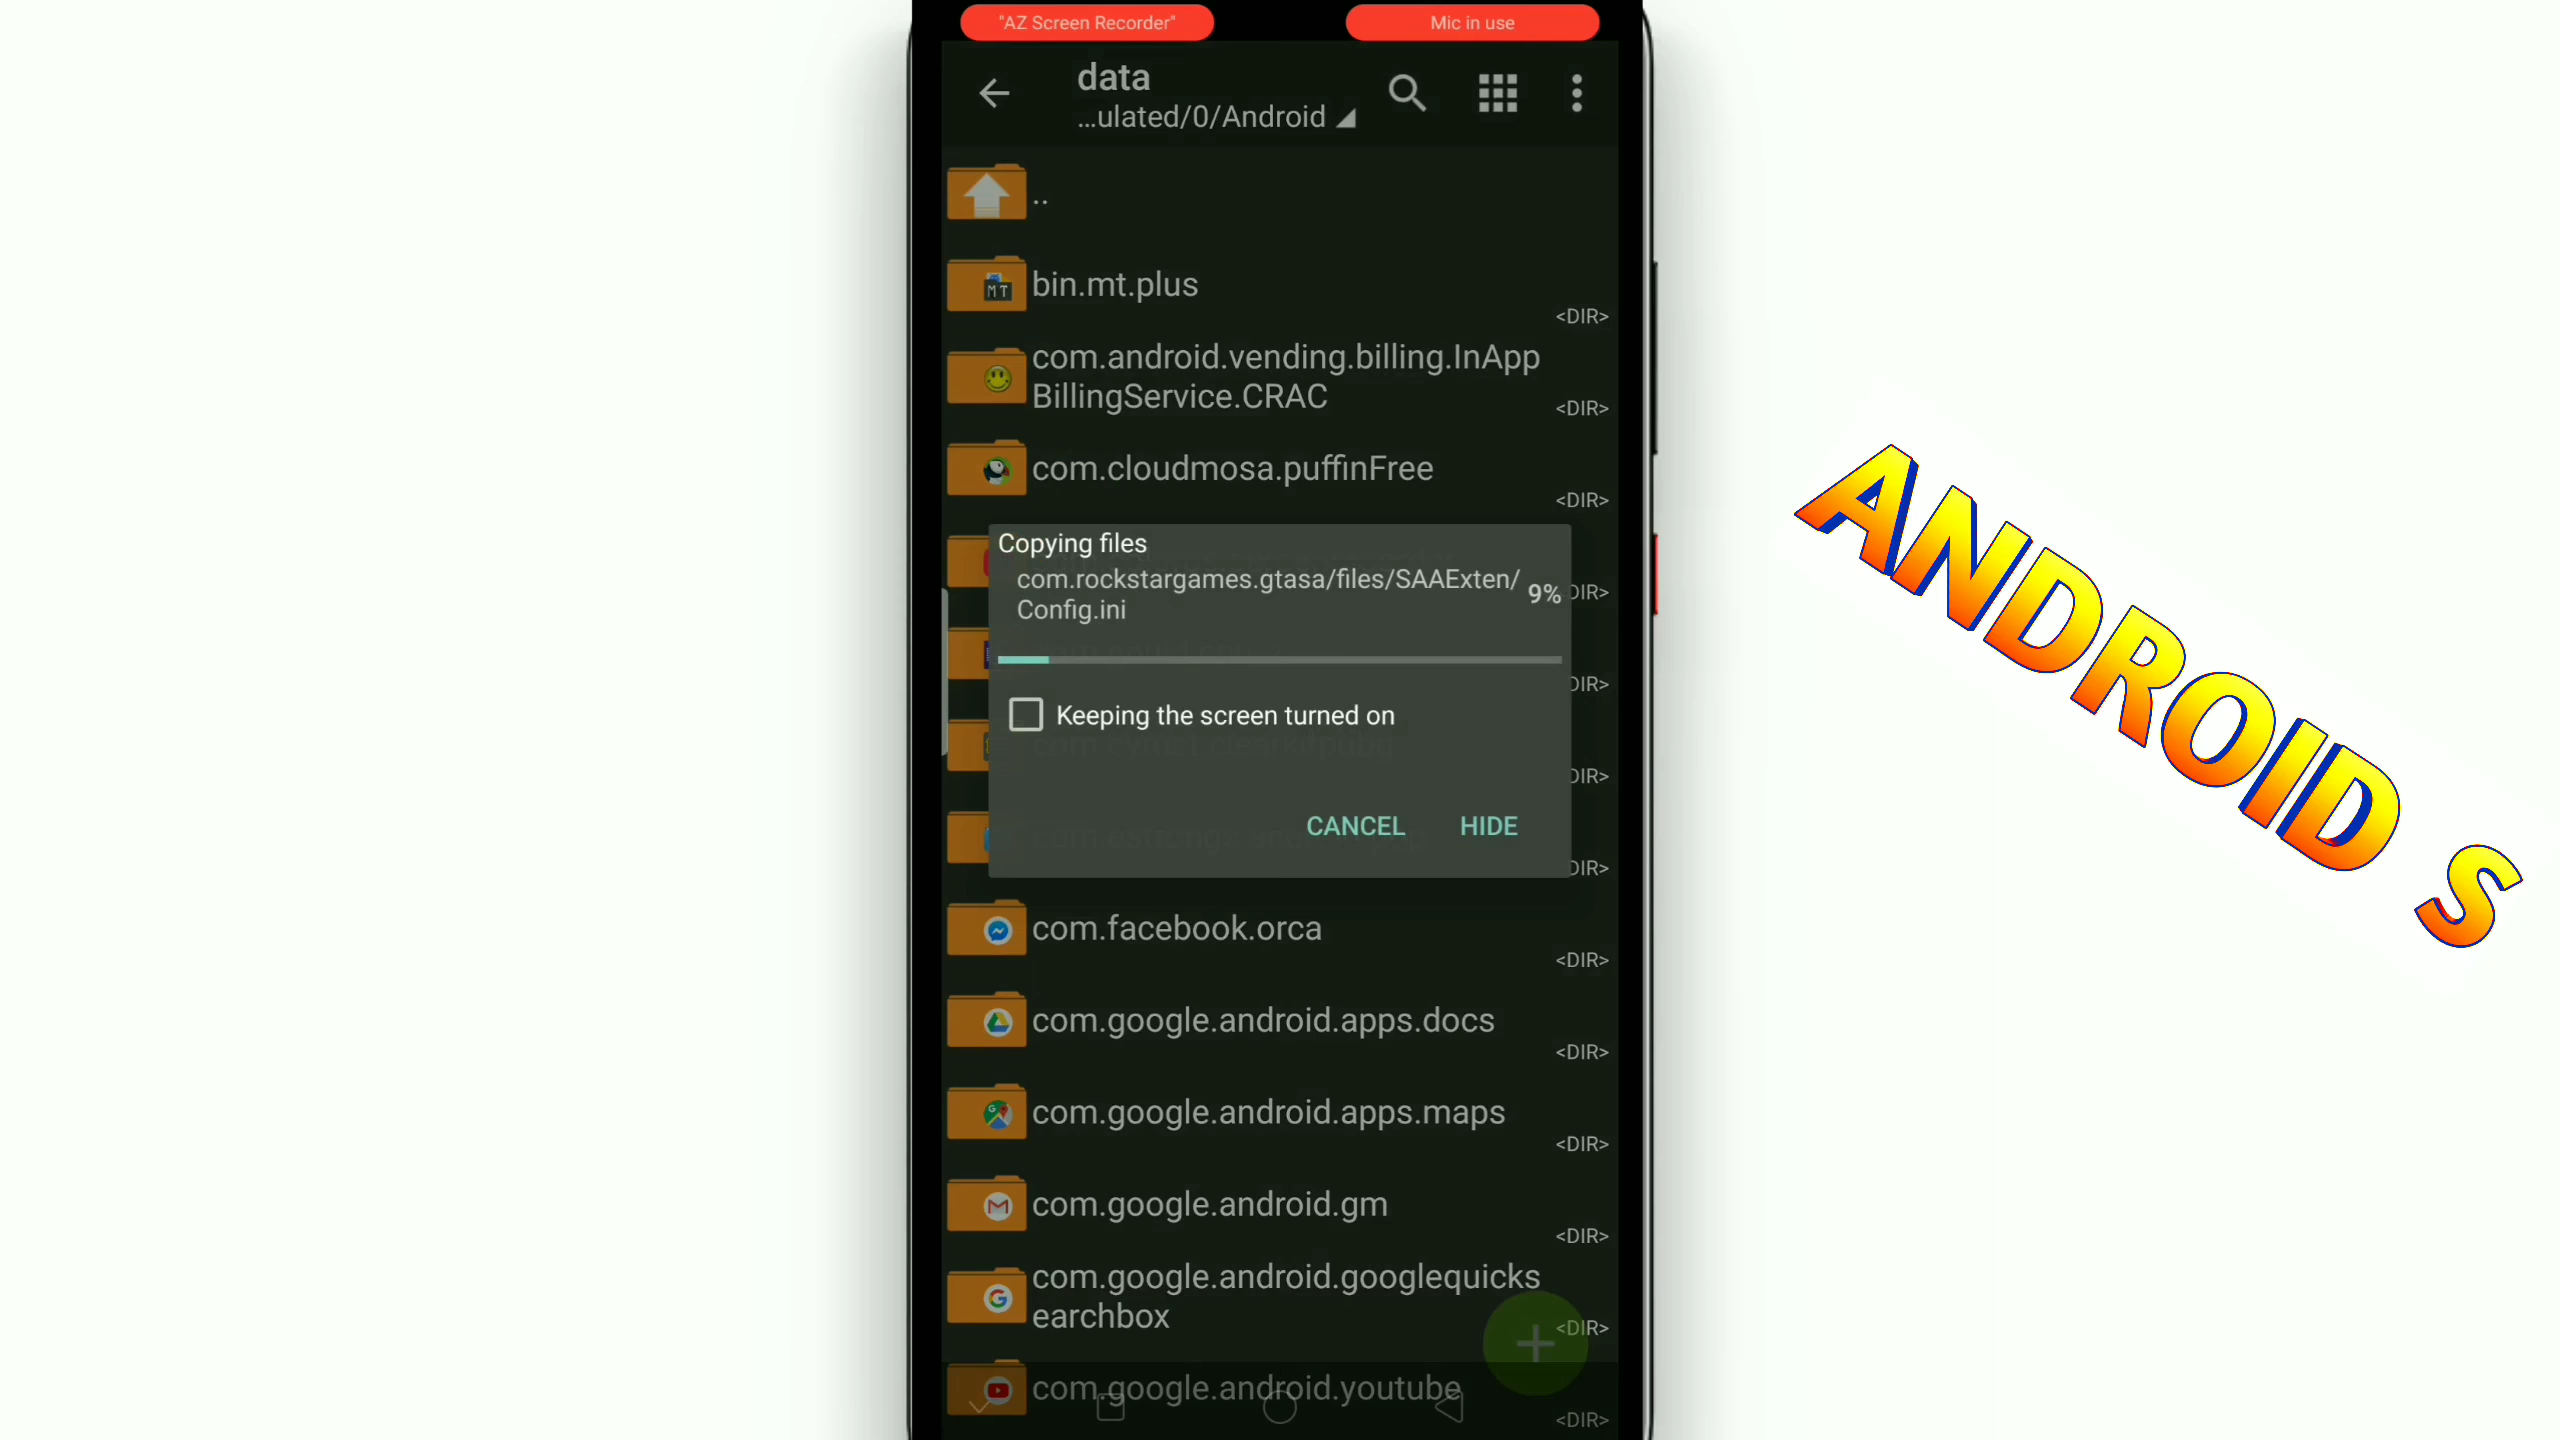 "AZ Screen Recorder"
Mic in use
data
...ulated/0/Android
..
bin.mt.plus
<DIR>
com.android.vending.billing.InApp
BillingService.CRAC
<DIR>
com.cloudmosa.puffinFree
<DIR>
Copying files
com.rockstargames.gtasa/files/SAAExten/
Config.ini
9%
DIR>
DIR>
Keeping the screen turned on
DIR>
CANCEL
HIDE
DIR>
com.facebook.orca
<DIR>
com.google.android.apps.docs
<DIR>
com.google.android.apps.maps
<DIR>
com.google.android.gm
<DIR>
com.google.android.googlequicks
earchbox
<DIR>
com.google.android.youtube
<DIR>
ANDROID S